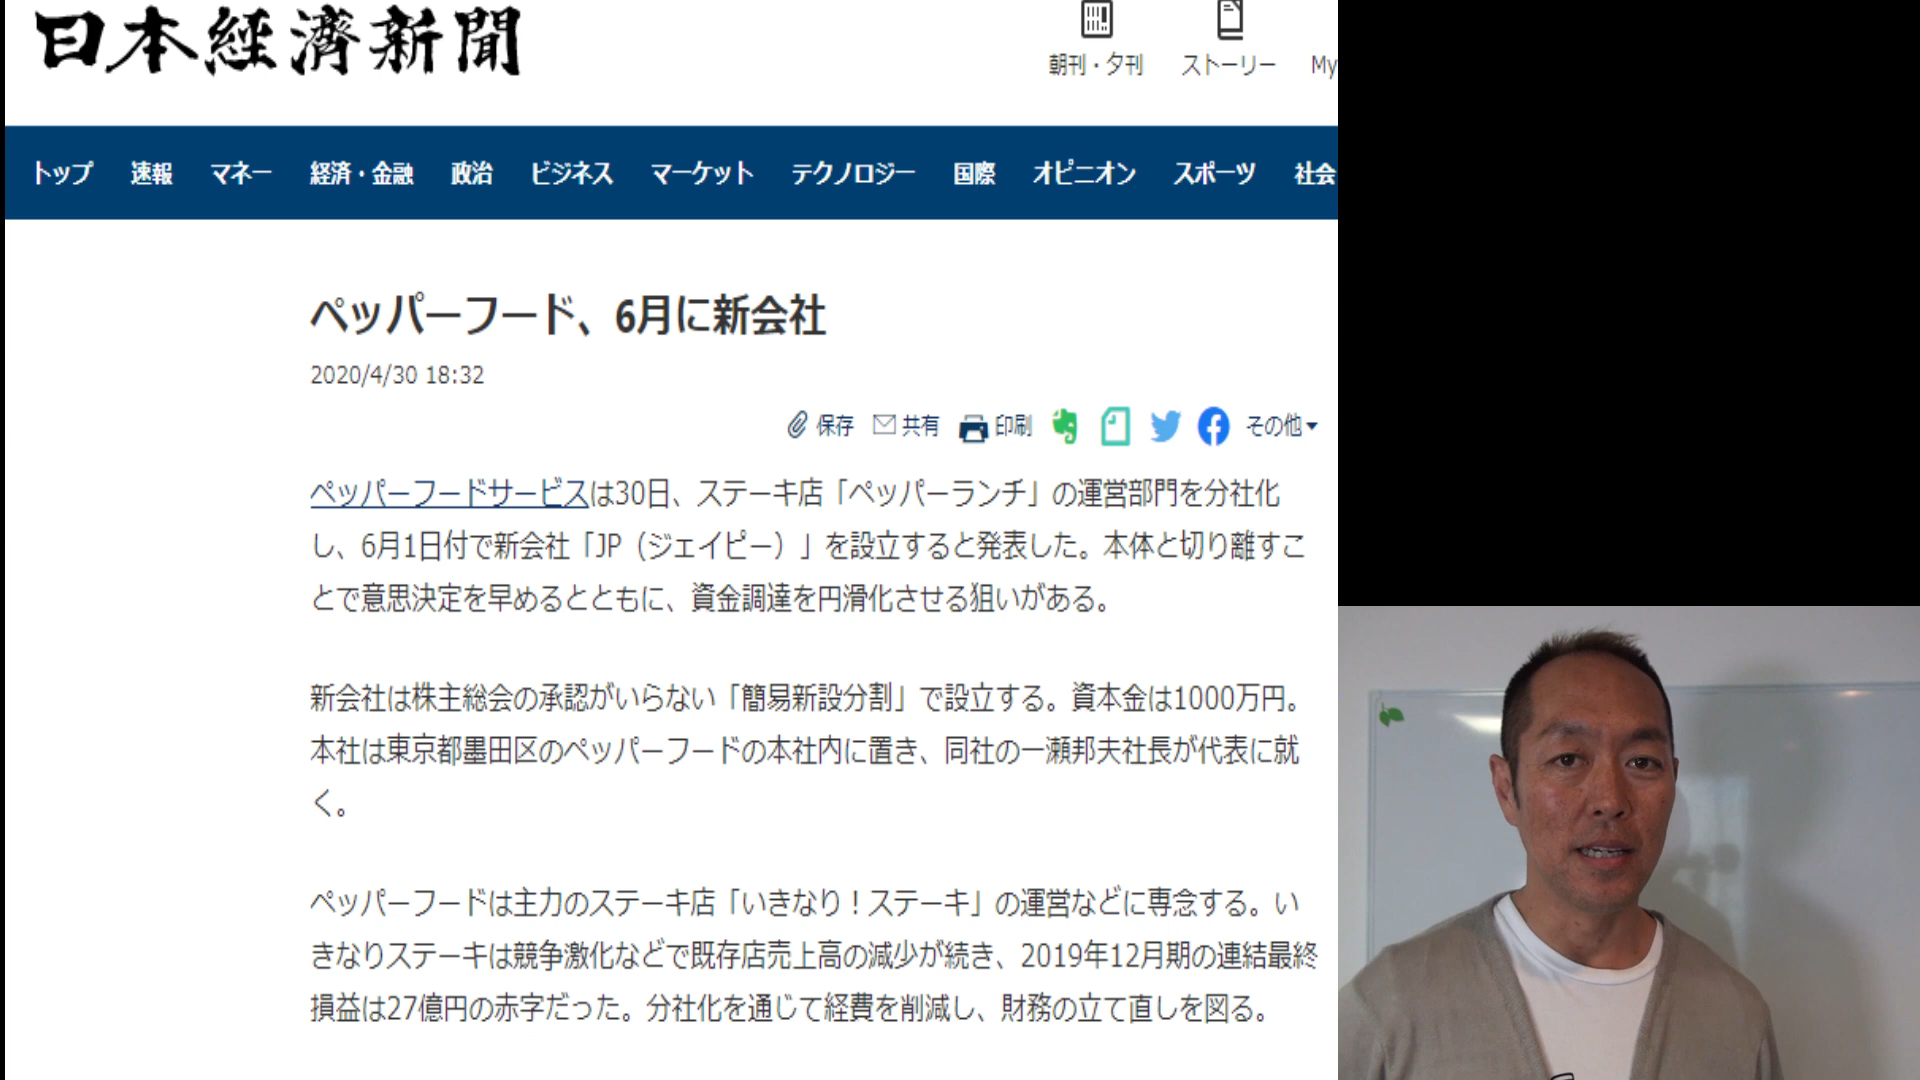 日本経済新聞
朝刊・夕刊 ストーリー My
トップ 速報 マネー 経済・金融 政治 ビジネス マーケット テクノロジー 国際 オピニオン スポーツ 社会
ペッパーフード、6月に新会社
2020/4/30 18:32
保存 共有 印刷 その他
ペッパーフードサービスは30日、ステーキ店「ペッパーランチ」の運営部門を分社化
し、6月1日付で新会社「JP（ジェイピー）」を設立すると発表した。本体と切り離すこ
とで意思決定を早めるとともに、資金調達を円滑化させる狙いがある。
新会社は株主総会の承認がいらない「簡易新設分割」で設立する。資本金は1000万円。
本社は東京都墨田区のペッパーフードの本社内に置き、同社の一瀬邦夫社長が代表に就
く。
ペッパーフードは主力のステーキ店「いきなり！ステーキ」の運営などに専念する。い
きなりステーキは競争激化などで既存店売上高の減少が続き、2019年12月期の連結最終
損益は27億円の赤字だった。分社化を通じて経費を削減し、財務の立て直しを図る。